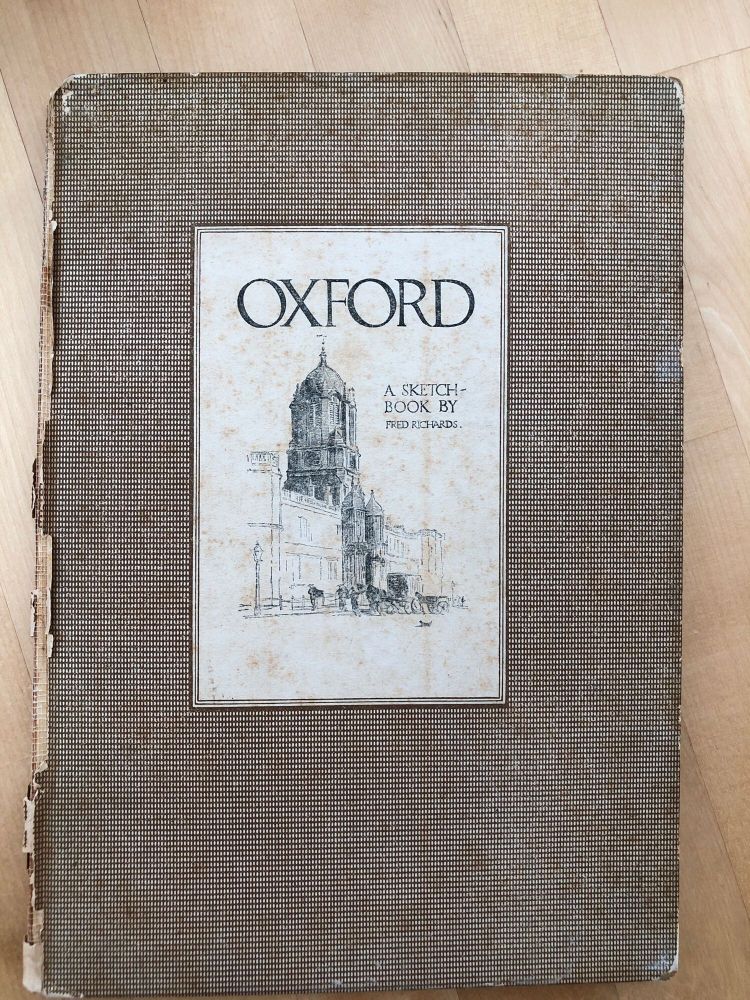 OXFORD
A SKETCH-
BOOK BY
FRED RICHARDS.